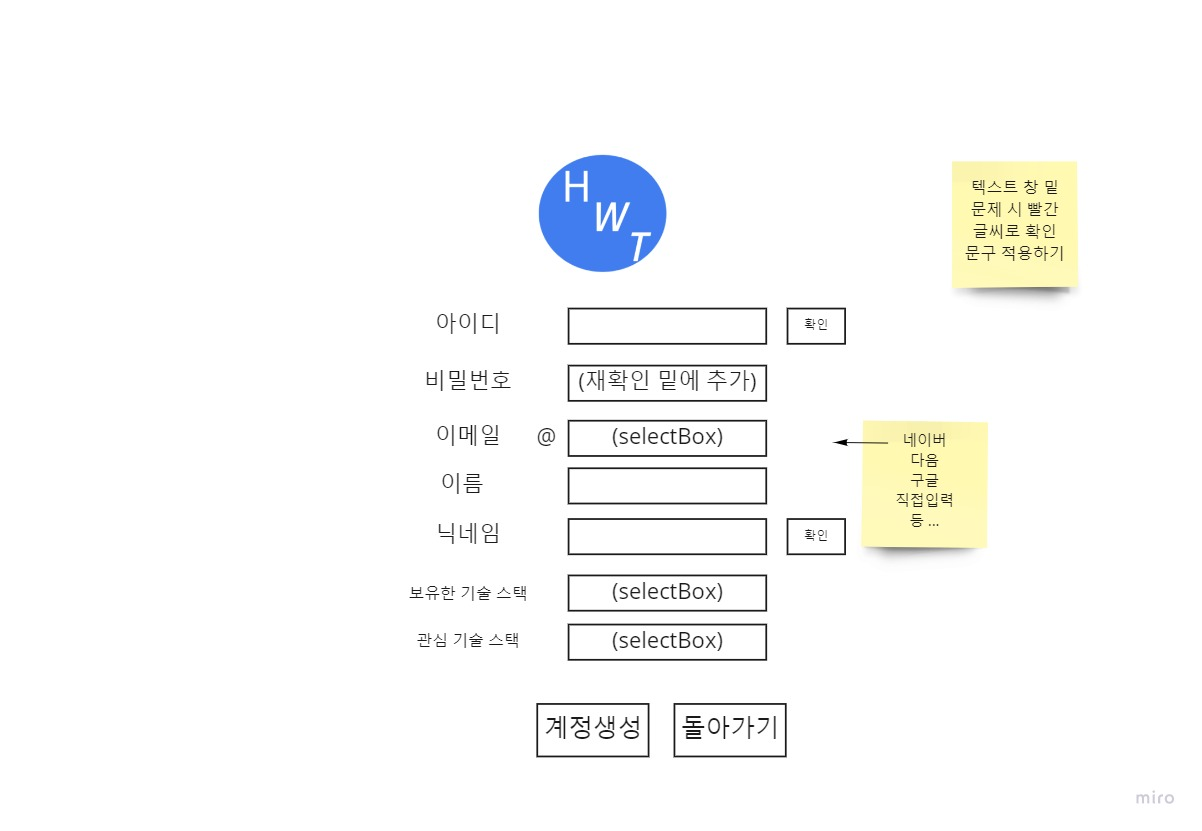 H
W
T
텍스트 창 밑
문제 시 빨간
글씨로 확인
문구 적용하기
아이디
확인
비밀번호
(재확인 밑에 추가)
이메일
@
(selectBox)
네이버
다음
구글
직접입력
등 ...
이름
닉네임
확인
보유한 기술 스택
(selectBox)
관심 기술 스택
(selectBox)
계정생성
돌아가기
miro